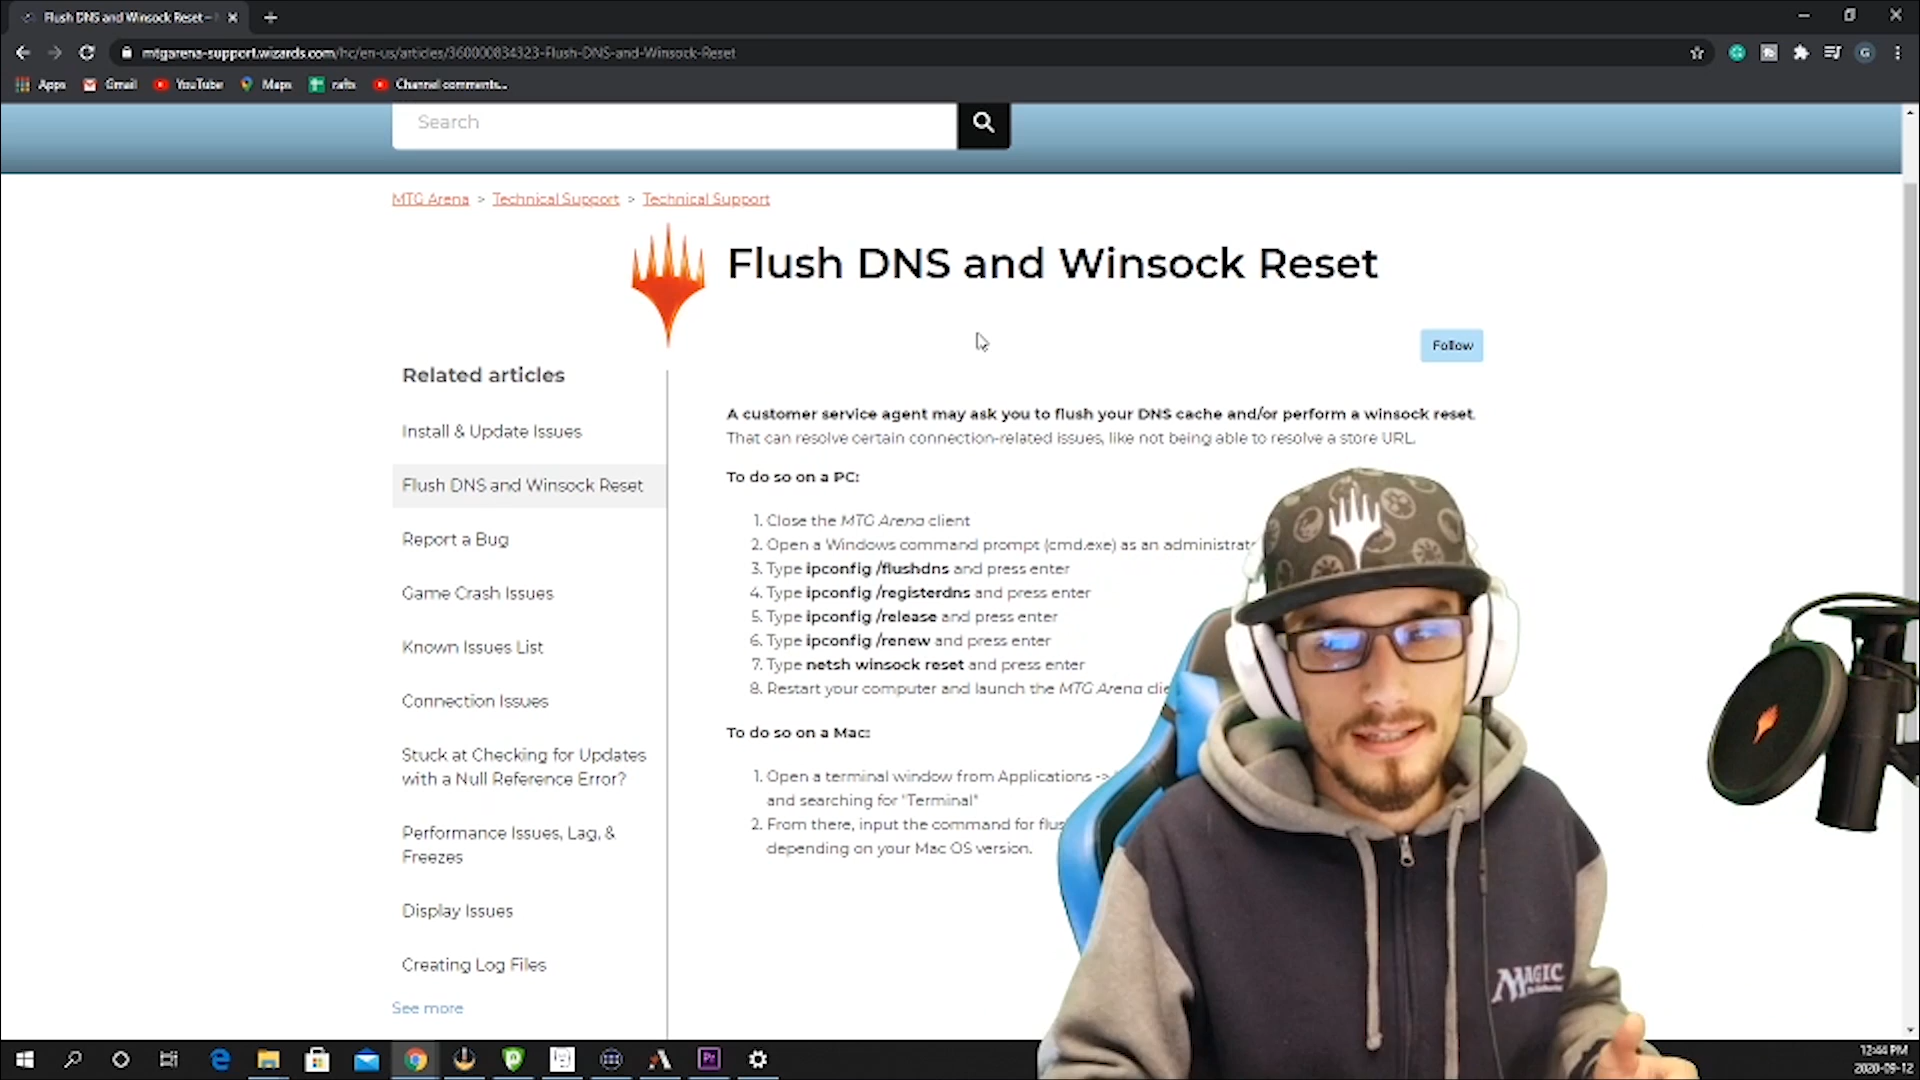 Flush DNS and Winsock Reset –
mtgarena-support.wizards.com/hc/en-us/articles/360000834323-Flush-DNS-and-Winsock-Reset
Apps Gmail YouTube Maps rafts Channel comments...
Search
MTG Arena > Technical Support > Technical Support
Flush DNS and Winsock Reset
Follow
Related articles
Install & Update Issues
Flush DNS and Winsock Reset
Report a Bug
Game Crash Issues
Known Issues List
Connection Issues
Stuck at Checking for Updates
with a Null Reference Error?
Performance Issues, Lag, &
Freezes
Display Issues
Creating Log Files
See more
A customer service agent may ask you to flush your DNS cache and/or perform a winsock reset.
That can resolve certain connection-related issues, like not being able to resolve a store URL.
To do so on a PC:
1. Close the MTG Arena client
2. Open a Windows command prompt (cmd.exe) as an administrat
3. Type ipconfig /flushdns and press enter
4. Type ipconfig /registerdns and press enter
5. Type ipconfig /release and press enter
6. Type ipconfig /renew and press enter
7. Type netsh winsock reset and press enter
8. Restart your computer and launch the MTG Arena clie
To do so on a Mac:
1. Open a terminal window from Applications ->
and searching for "Terminal"
2. From there, input the command for flus
depending on your Mac OS version.
MAGIC
Pr
12:44 PM
2020-09-12